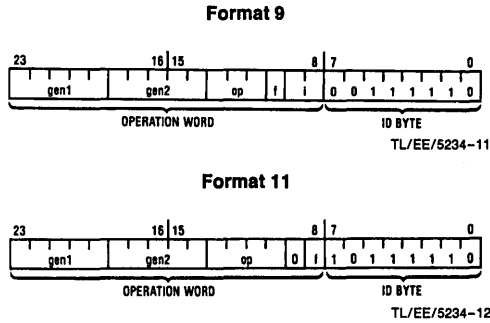 Format 9
23 16 15 8 7 0
gen1 gen2 op f i 0 0 1 1 1 1 1 0
OPERATION WORD ID BYTE
TL/EE/5234-11
Format 11
23 16 15 8 7 0
gen1 gen2 op 0 f 1 0 1 1 1 1 1 0
OPERATION WORD ID BYTE
TL/EE/5234-12